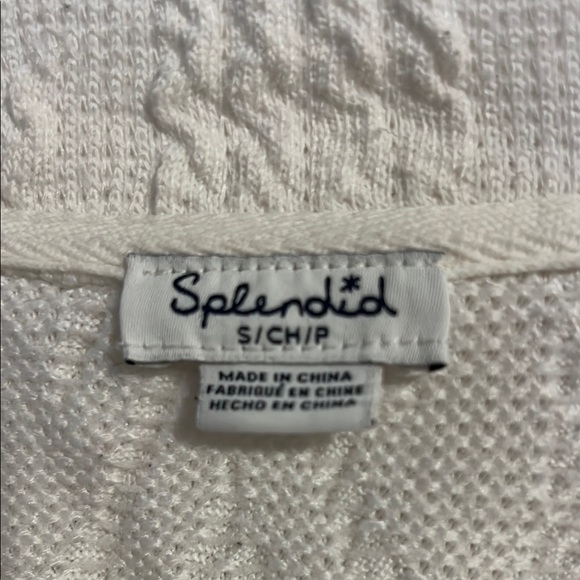 Splendid
S/CH/P
MADE IN CHINA
FABRIQUÉ EN CHINE
HECHO EN CHINA